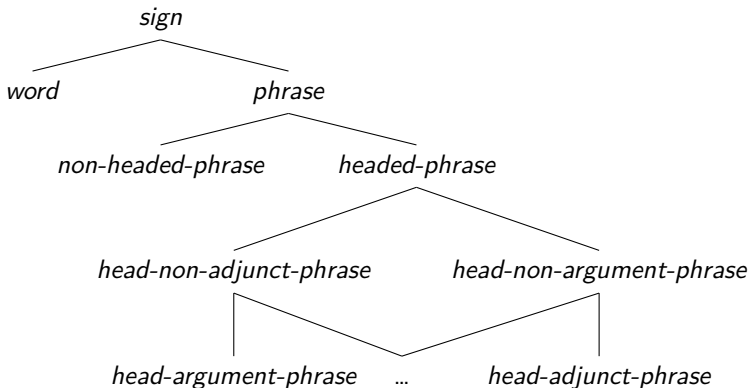 sign
word phrase
non-headed-phrase headed-phrase
head-non-adjunct-phrase head-non-argument-phrase
head-argument-phrase ... head-adjunct-phrase